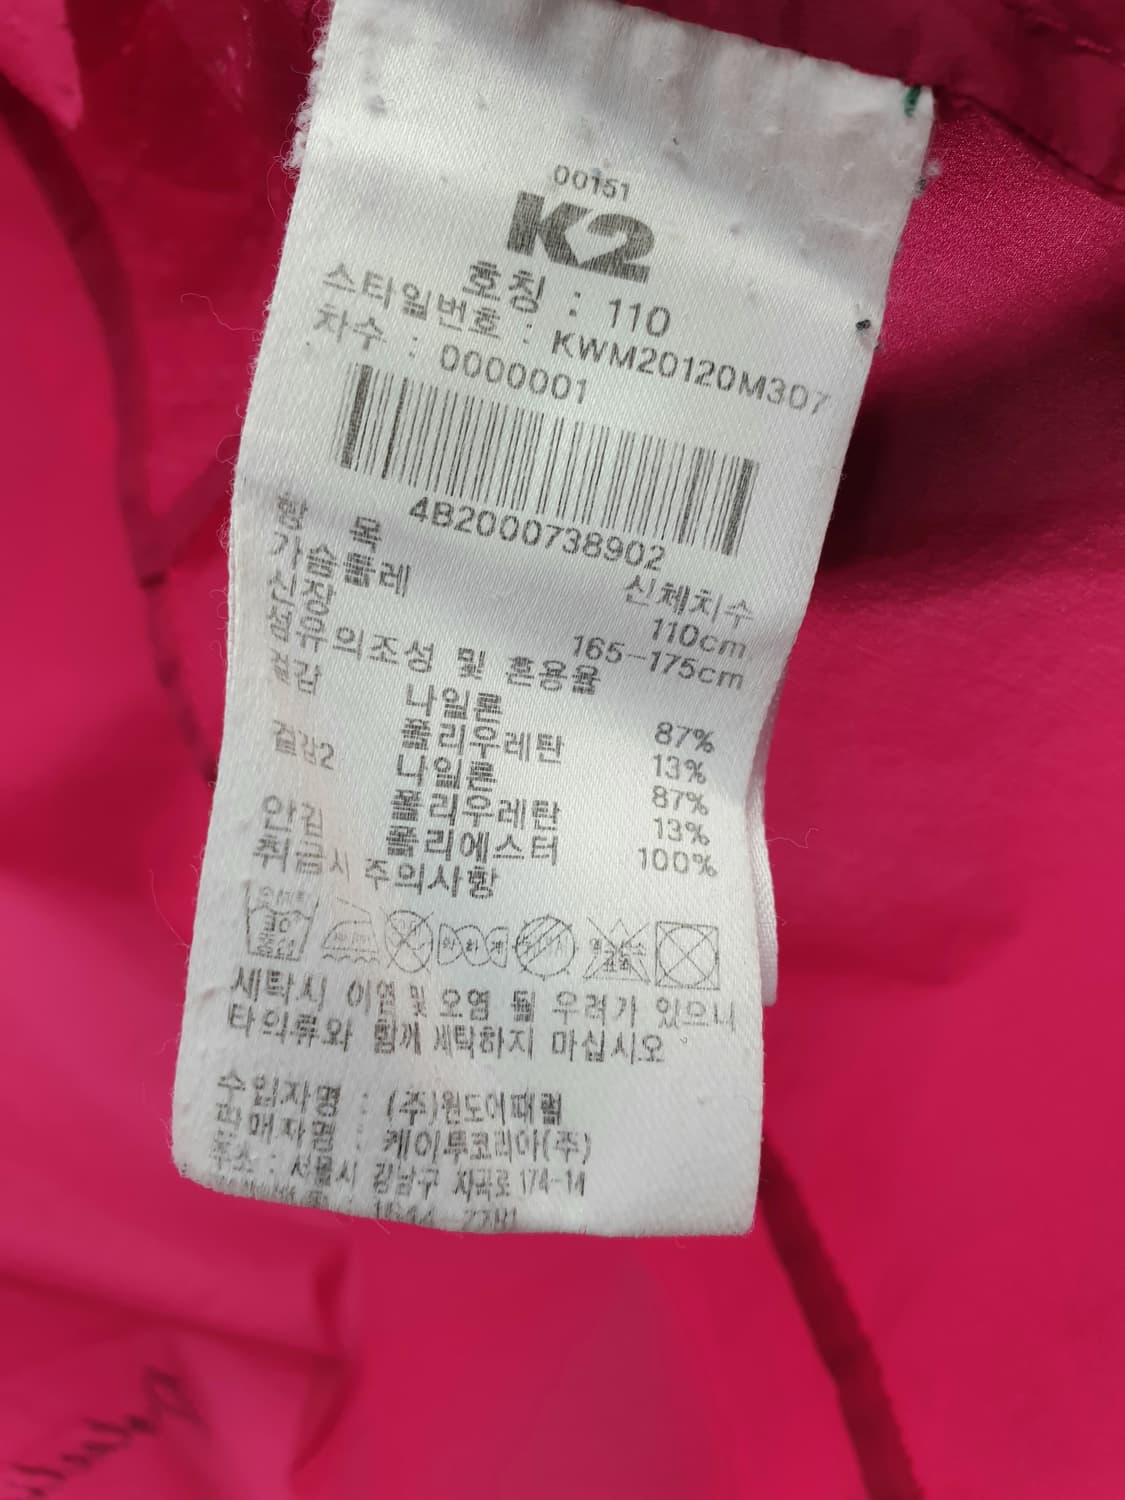 00151
K2
호칭 : 110
스타일번호 : KWM20120M307
차수 : 0000001
4B2000738902
항 목 신체치수
가슴둘레 110cm
신장 165-175cm
섬유의조성 및 혼용율
겉감 나일론 87%
폴리우레탄 13%
겉감2 나일론 87%
폴리우레탄 13%
안감 폴리에스터 100%
취급시 주의사항
세탁시 이염 및 오염 될 우려가 있으니
타의류와 함께 세탁하지 마십시오
수입자명 : (주)윈도어패럴
판매자명 : 케이투코리아(주)
주소 : 서울시 강남구 자곡로 174-14